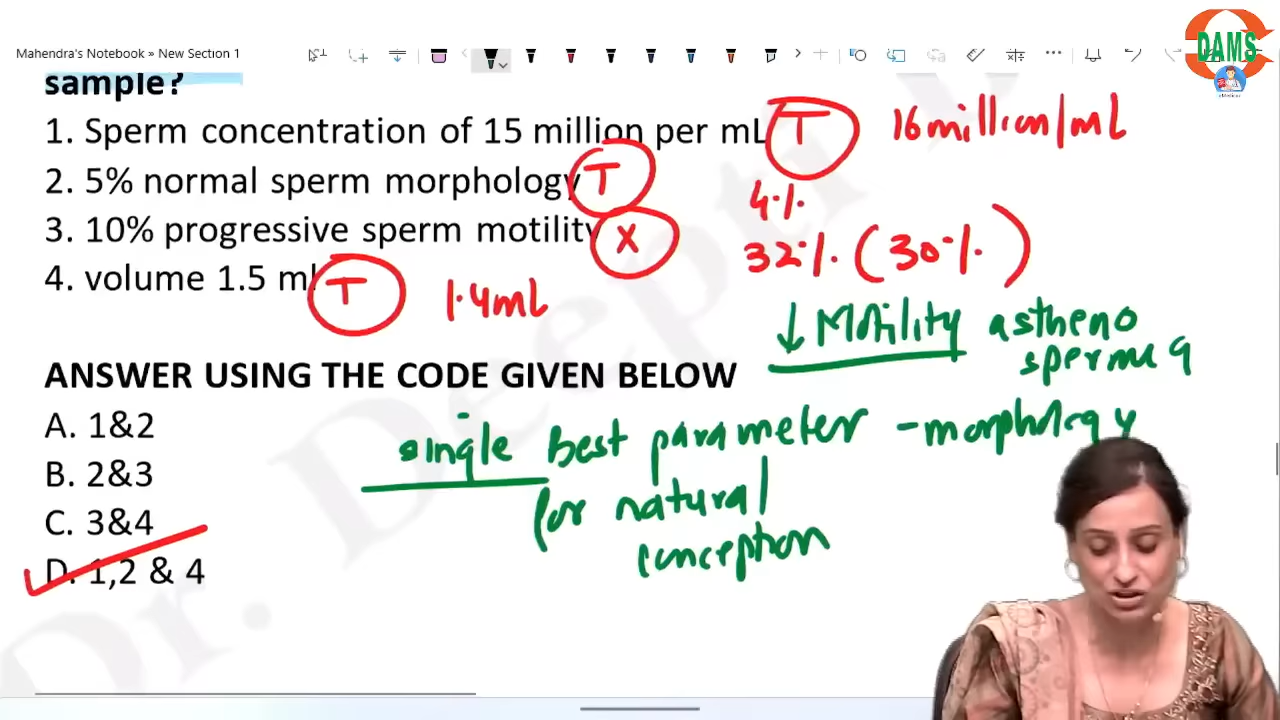 Mahendra's Notebook » New Section 1
DAMS
sample?
1. Sperm concentration of 15 million per mL T 16 million/mL
2. 5% normal sperm morphology T
4%
3. 10% progressive sperm motility X 32% (30%)
4. volume 1.5 ml T 1.4mL
↓ Motility astheno
sperma
ANSWER USING THE CODE GIVEN BELOW
A. 1&2
single best parameter - morphology
B. 2&3
for natural
C. 3&4
conception
D. 1,2 & 4
Dr. Deepti